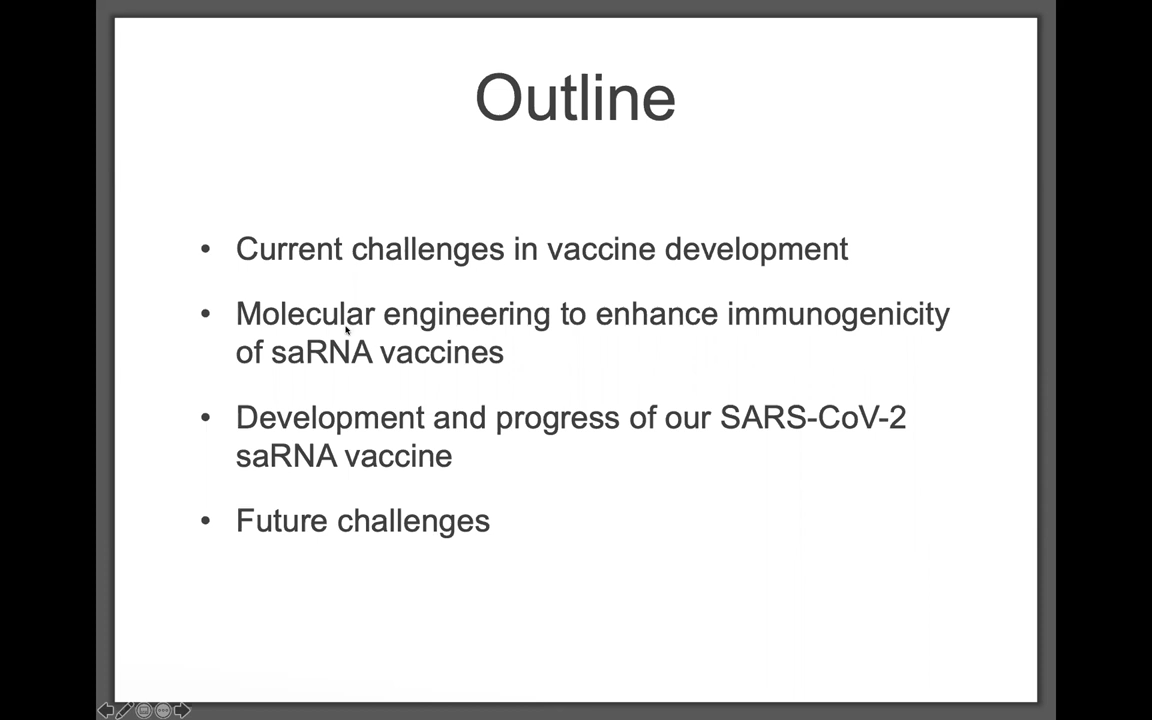 Outline
• Current challenges in vaccine development
• Molecular engineering to enhance immunogenicity
of saRNA vaccines
• Development and progress of our SARS-CoV-2
saRNA vaccine
• Future challenges